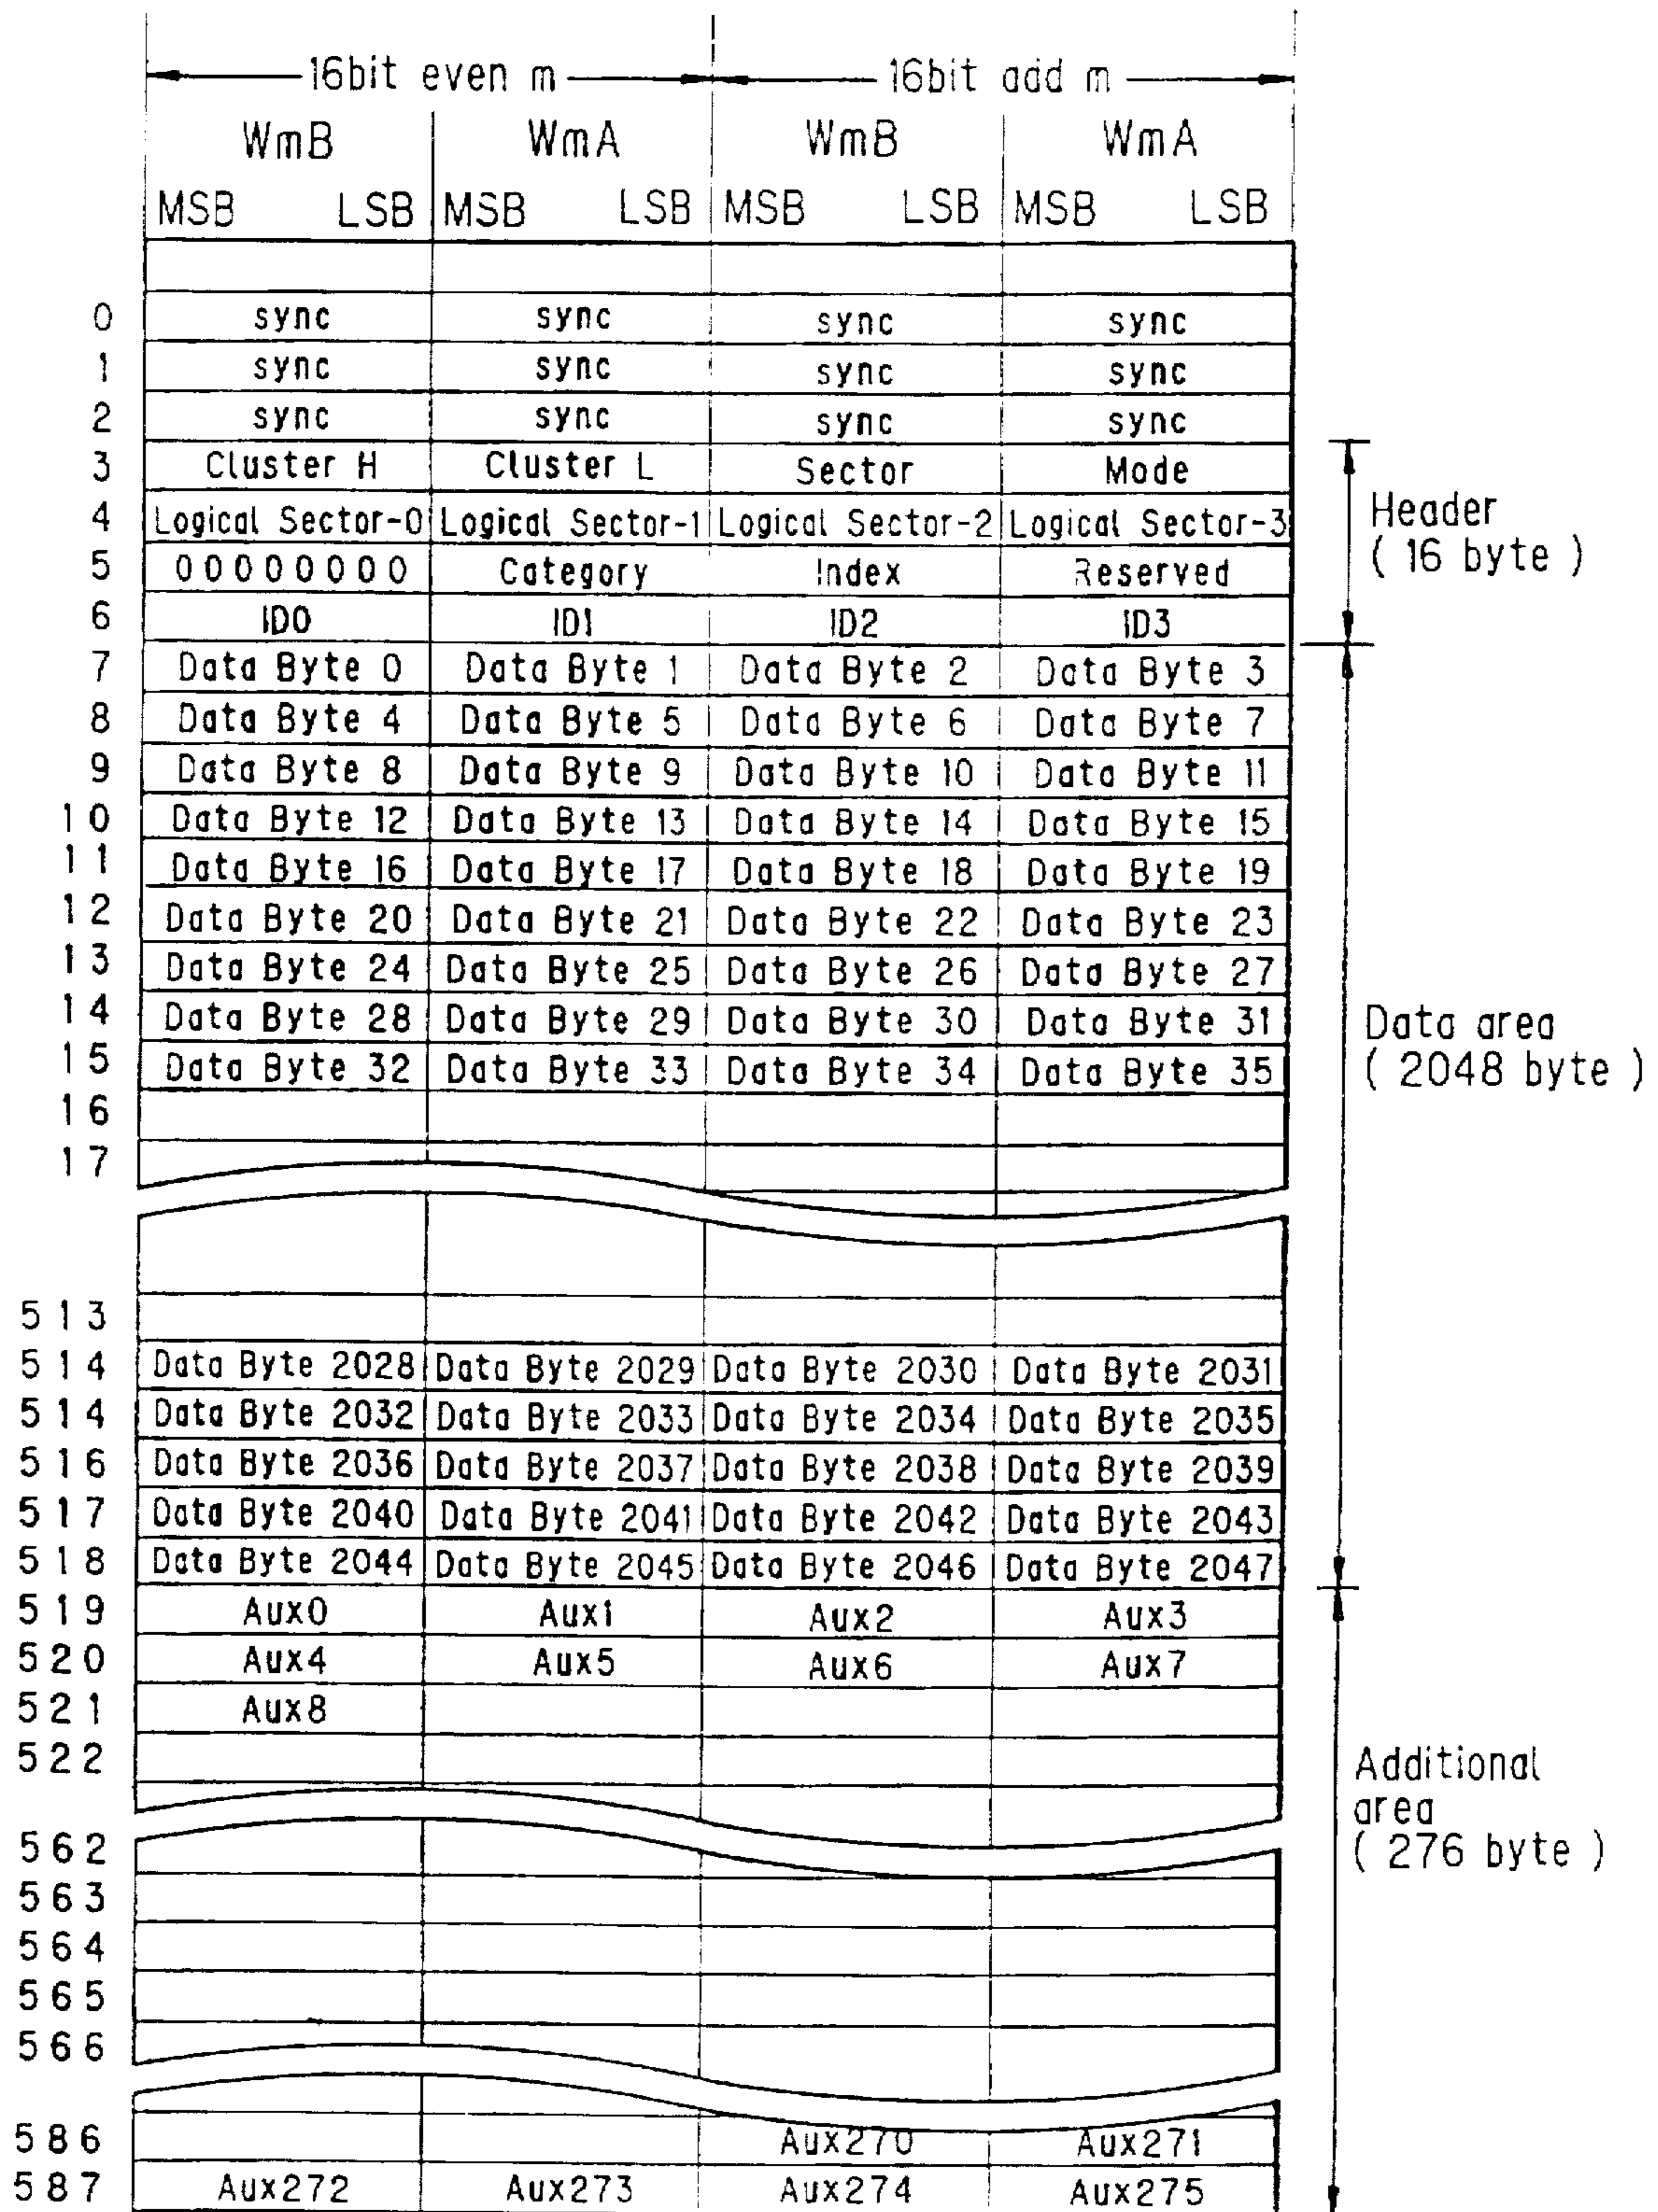 16bit even m 16bit add m
WmB WmA WmB WmA
MSB LSB MSB LSB MSB LSB MSB LSB
0 sync sync sync sync
1 sync sync sync sync
2 sync sync sync sync
3 Cluster H Cluster L Sector Mode
4 Logical Sector-0 Logical Sector-1 Logical Sector-2 Logical Sector-3
Header
( 16 byte )
5 00000000 Category Index Reserved
6 ID0 ID1 ID2 ID3
7 Data Byte 0 Data Byte 1 Data Byte 2 Data Byte 3
8 Data Byte 4 Data Byte 5 Data Byte 6 Data Byte 7
9 Data Byte 8 Data Byte 9 Data Byte 10 Data Byte 11
10 Data Byte 12 Data Byte 13 Data Byte 14 Data Byte 15
11 Data Byte 16 Data Byte 17 Data Byte 18 Data Byte 19
12 Data Byte 20 Data Byte 21 Data Byte 22 Data Byte 23
13 Data Byte 24 Data Byte 25 Data Byte 26 Data Byte 27
14 Data Byte 28 Data Byte 29 Data Byte 30 Data Byte 31
15 Data Byte 32 Data Byte 33 Data Byte 34 Data Byte 35
Data area
( 2048 byte )
16
17
513
514 Data Byte 2028 Data Byte 2029 Data Byte 2030 Data Byte 2031
514 Data Byte 2032 Data Byte 2033 Data Byte 2034 Data Byte 2035
516 Data Byte 2036 Data Byte 2037 Data Byte 2038 Data Byte 2039
517 Data Byte 2040 Data Byte 2041 Data Byte 2042 Data Byte 2043
518 Data Byte 2044 Data Byte 2045 Data Byte 2046 Data Byte 2047
519 Aux0 Aux1 Aux2 Aux3
520 Aux4 Aux5 Aux6 Aux7
521 Aux8
522
Additional
area
( 276 byte )
562
563
564
565
566
586 Aux270 Aux271
587 Aux272 Aux273 Aux274 Aux275